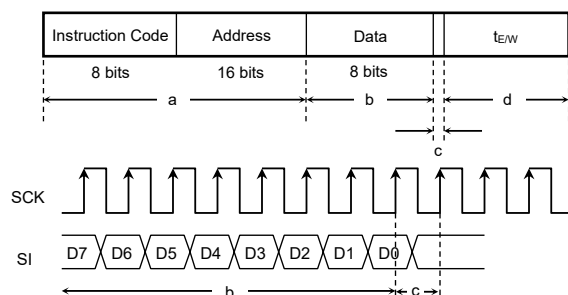 Instruction Code Address Data tE/W
8 bits 16 bits 8 bits
a b d
c
SCK
SI D7 D6 D5 D4 D3 D2 D1 D0
b c